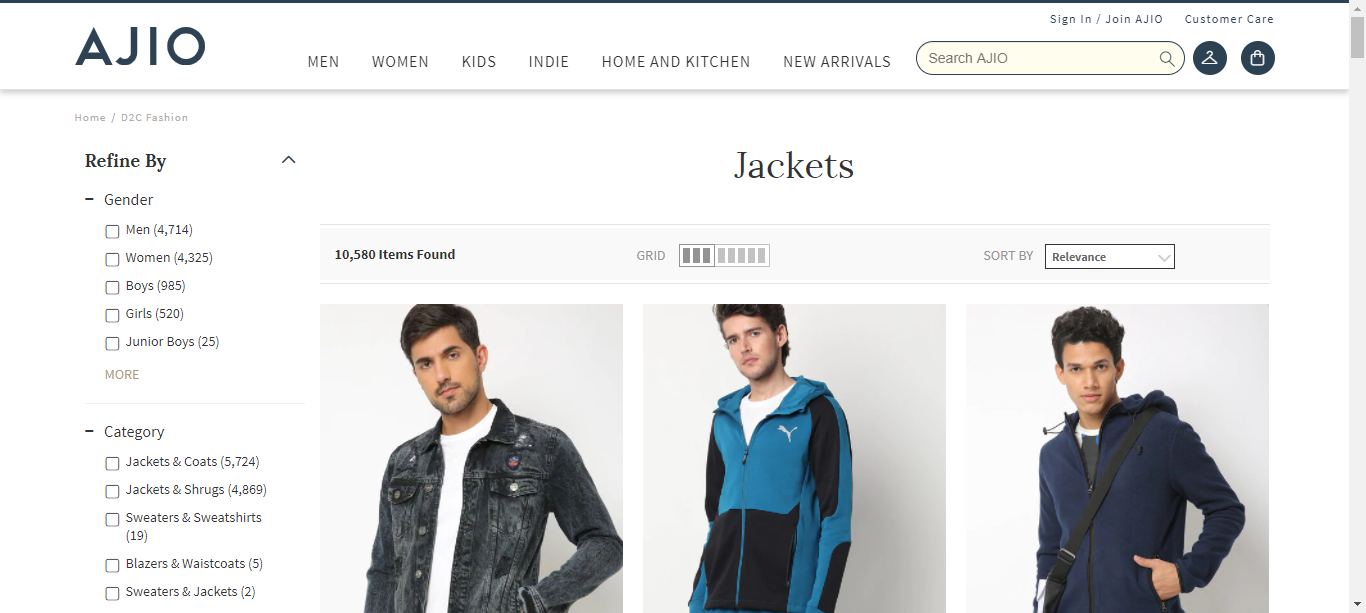 Sign In / Join AJIO
Customer Care
AJIO
MEN
WOMEN
KIDS
INDIE
HOME AND KITCHEN
NEW ARRIVALS
Search AJIO
Home / D2C Fashion
Refine By
Jackets
Gender
Men (4,714)
Women (4,325)
Boys (985)
Girls (520)
Junior Boys (25)
MORE
10,580 Items Found
GRID
SORT BY
Relevance
Category
Jackets & Coats (5,724)
Jackets & Shrugs (4,869)
Sweaters & Sweatshirts
(19)
Blazers & Waistcoats (5)
Sweaters & Jackets (2)